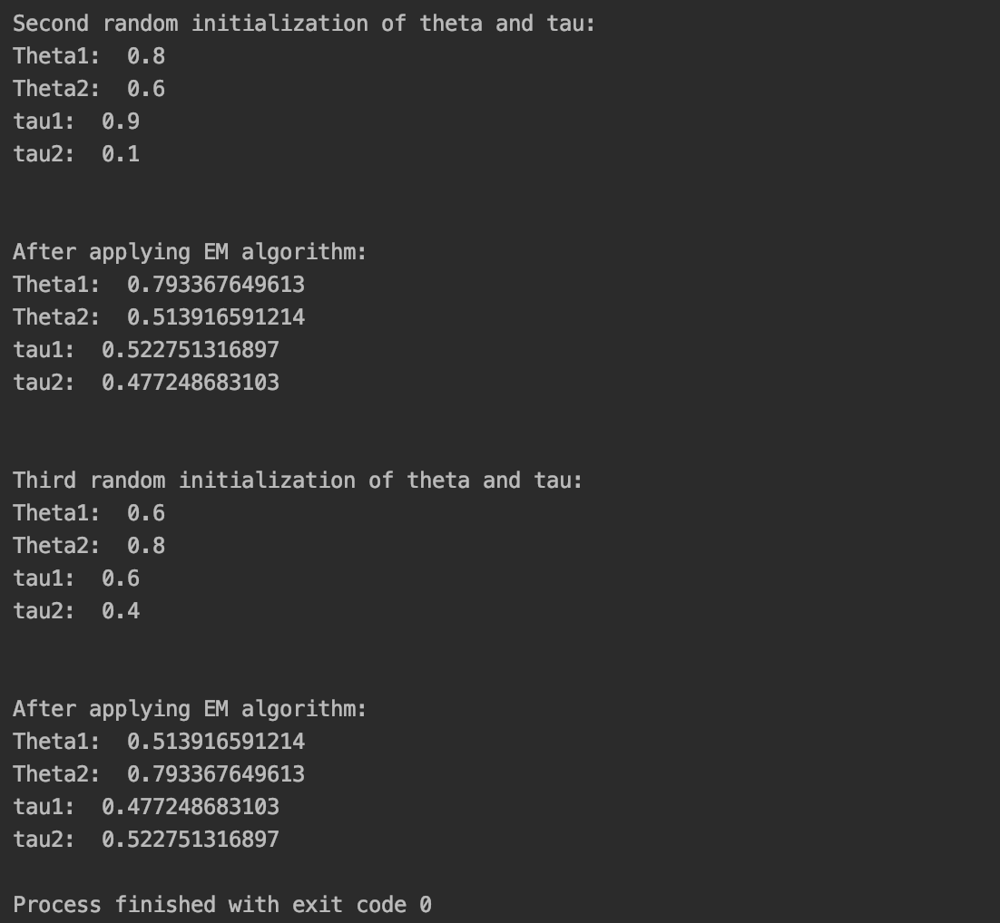 Second random initialization of theta and tau:
Theta1:  0.8
Theta2:  0.6
tau1:  0.9
tau2:  0.1
After applying EM algorithm:
Theta1:  0.793367649613
Theta2:  0.513916591214
tau1:  0.522751316897
tau2:  0.477248683103
Third random initialization of theta and tau:
Theta1:  0.6
Theta2:  0.8
tau1:  0.6
tau2:  0.4
After applying EM algorithm:
Theta1:  0.513916591214
Theta2:  0.793367649613
tau1:  0.477248683103
tau2:  0.522751316897
Process finished with exit code 0